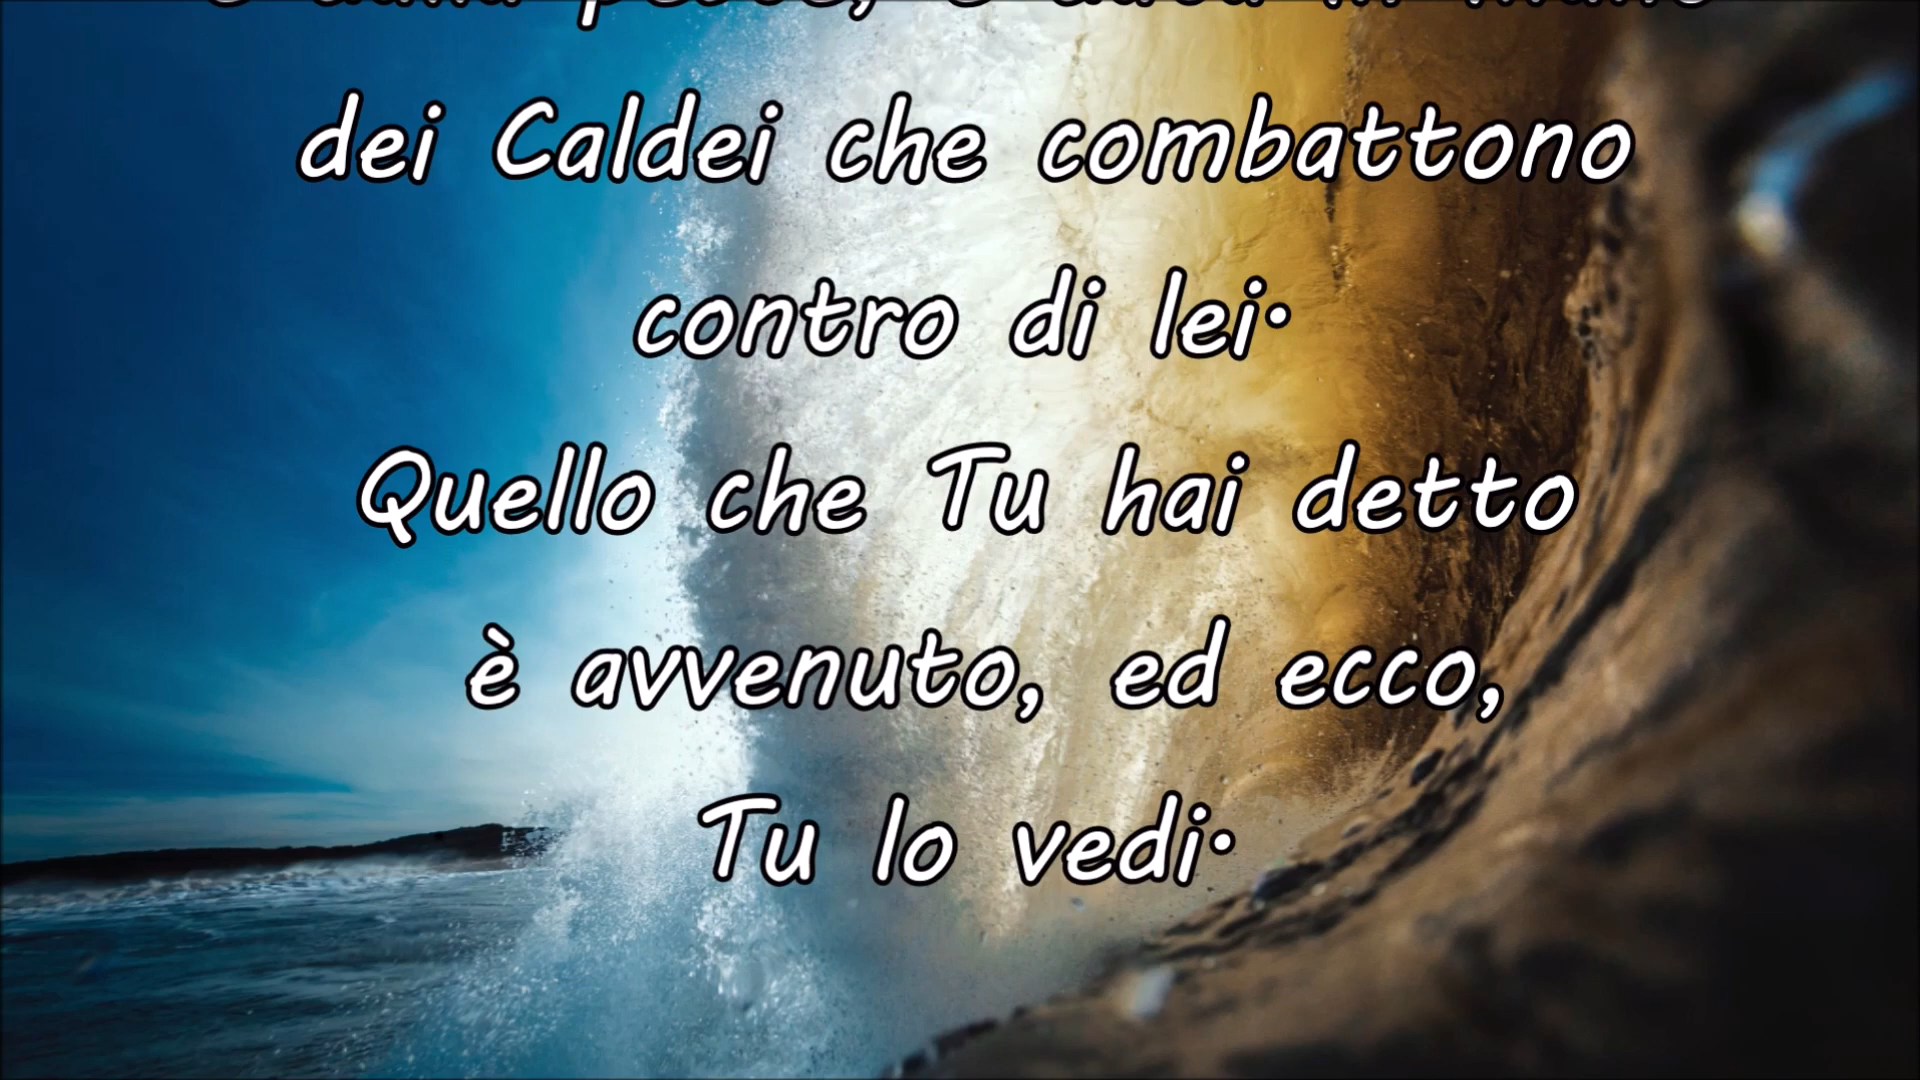 dei Caldei che combattono
contro di lei·
Quello che Tu hai detto
è avvenuto, ed ecco,
Tu lo vedi·